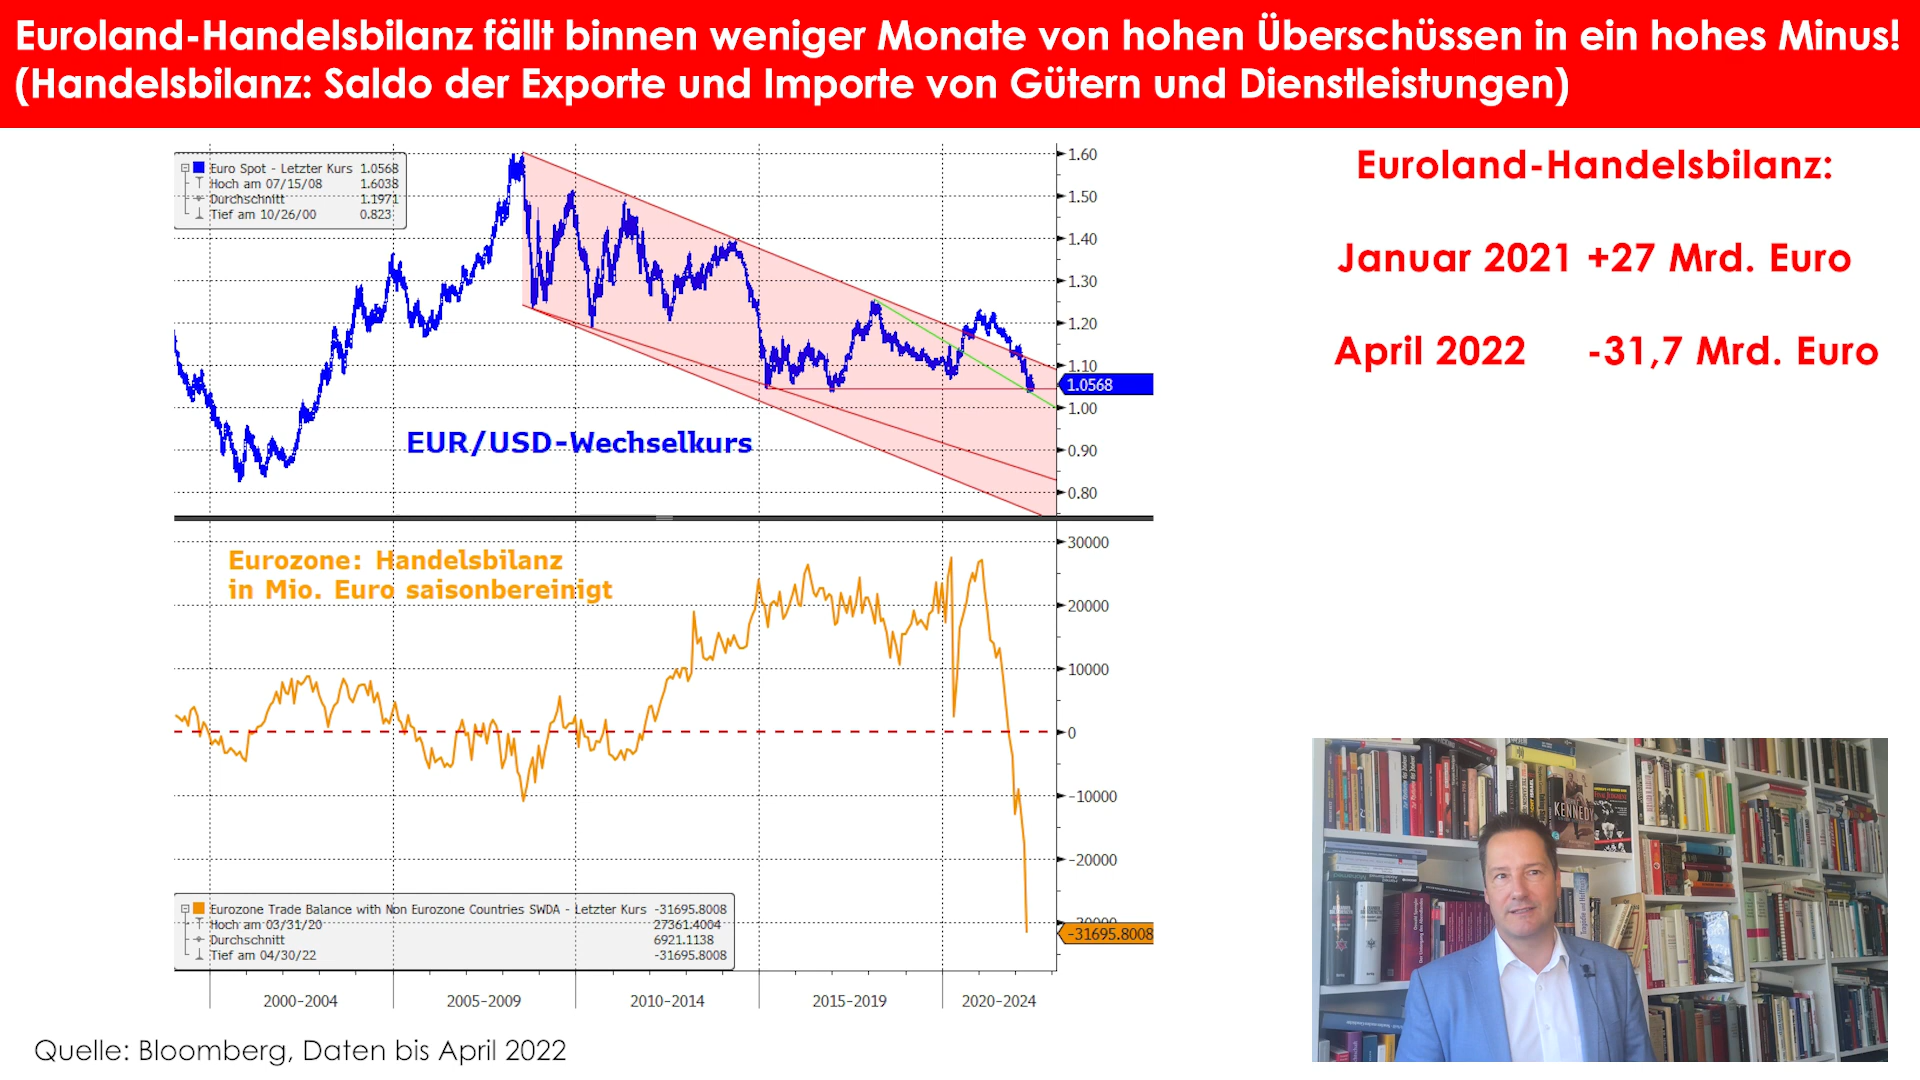 Euroland-Handelsbilanz fällt binnen weniger Monate von hohen Überschüssen in ein hohes Minus!
(Handelsbilanz: Saldo der Exporte und Importe von Gütern und Dienstleistungen)
Euro Spot - Letzter Kurs 1.0568
Hoch am 07/15/08 1.6038
Durchschnitt 1.1971
Tief am 10/26/00 0.823
1.60
1.50
1.40
1.30
1.20
1.10
1.0568
1.00
0.90
0.80
EUR/USD-Wechselkurs
Euroland-Handelsbilanz:
Januar 2021 +27 Mrd. Euro
April 2022 -31,7 Mrd. Euro
Eurozone: Handelsbilanz
in Mio. Euro saisonbereinigt
30000
20000
10000
0
-10000
-20000
-30000
-31695.8008
Eurozone Trade Balance with Non Eurozone Countries SWDA - Letzter Kurs -31695.8008
Hoch am 03/31/20 27361.4004
Durchschnitt 6921.1138
Tief am 04/30/22 -31695.8008
2000-2004
2005-2009
2010-2014
2015-2019
2020-2024
KENNEDY
Quelle: Bloomberg, Daten bis April 2022